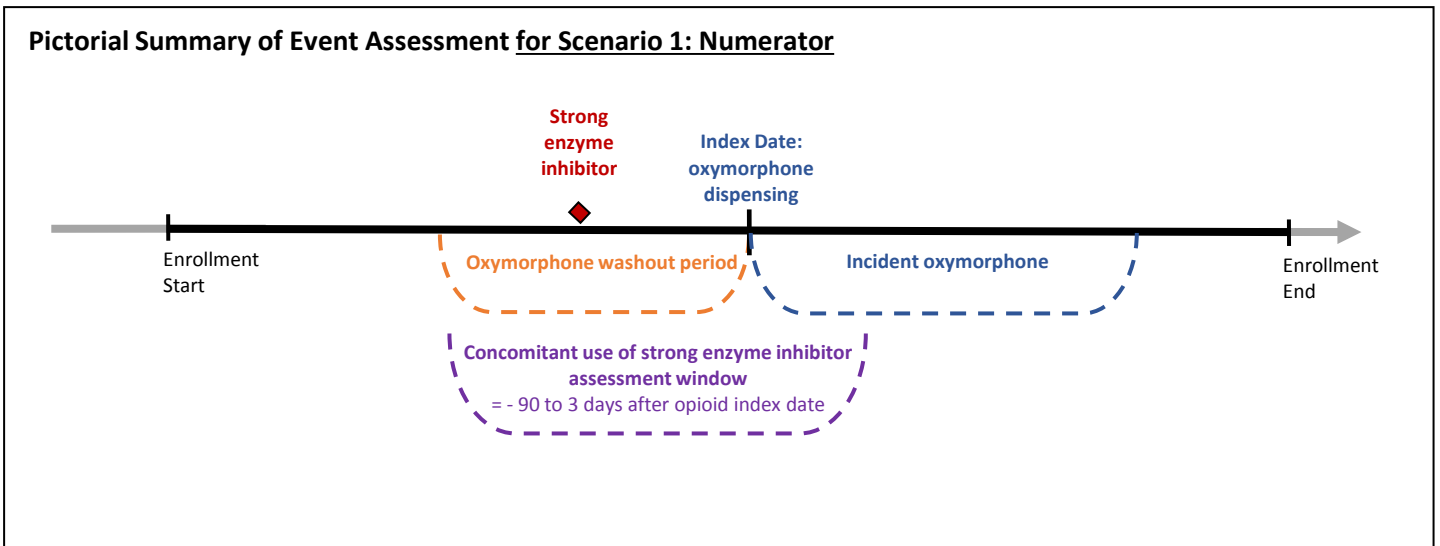 Pictorial Summary of Event Assessment for Scenario 1: Numerator
Strong
enzyme
inhibitor
Index Date:
oxymorphone
dispensing
Enrollment
Start
Oxymorphone washout period
Incident oxymorphone
Enrollment
End
Concomitant use of strong enzyme inhibitor
assessment window
= - 90 to 3 days after opioid index date